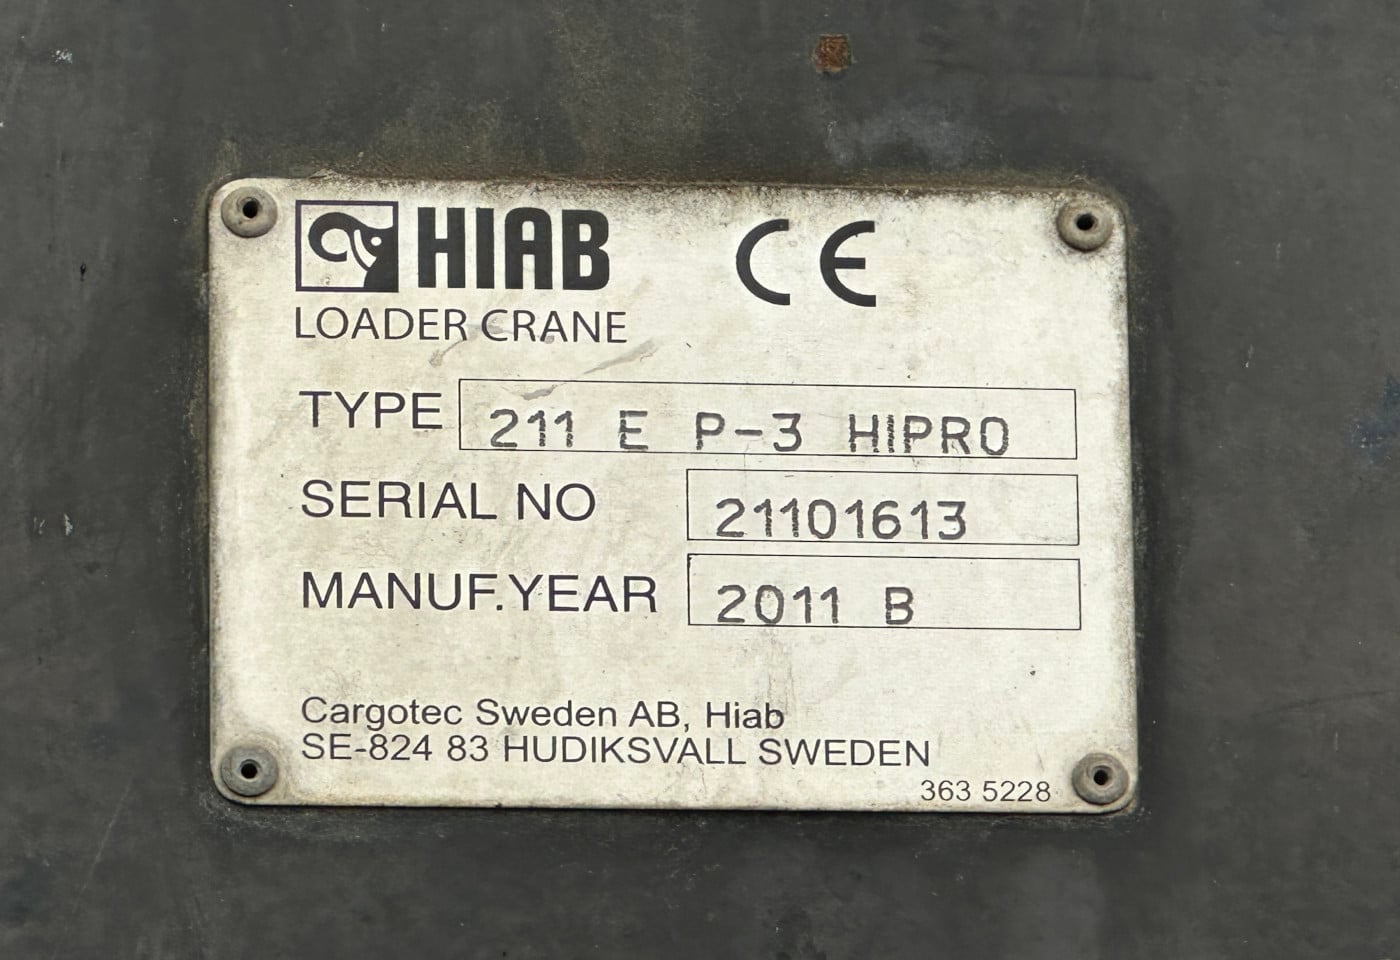 HIAB CE
LOADER CRANE
TYPE 211 E P-3 HIPRO
SERIAL NO 21101613
MANUF.YEAR 2011 B
Cargotec Sweden AB, Hiab
SE-824 83 HUDIKSVALL SWEDEN
363 5228